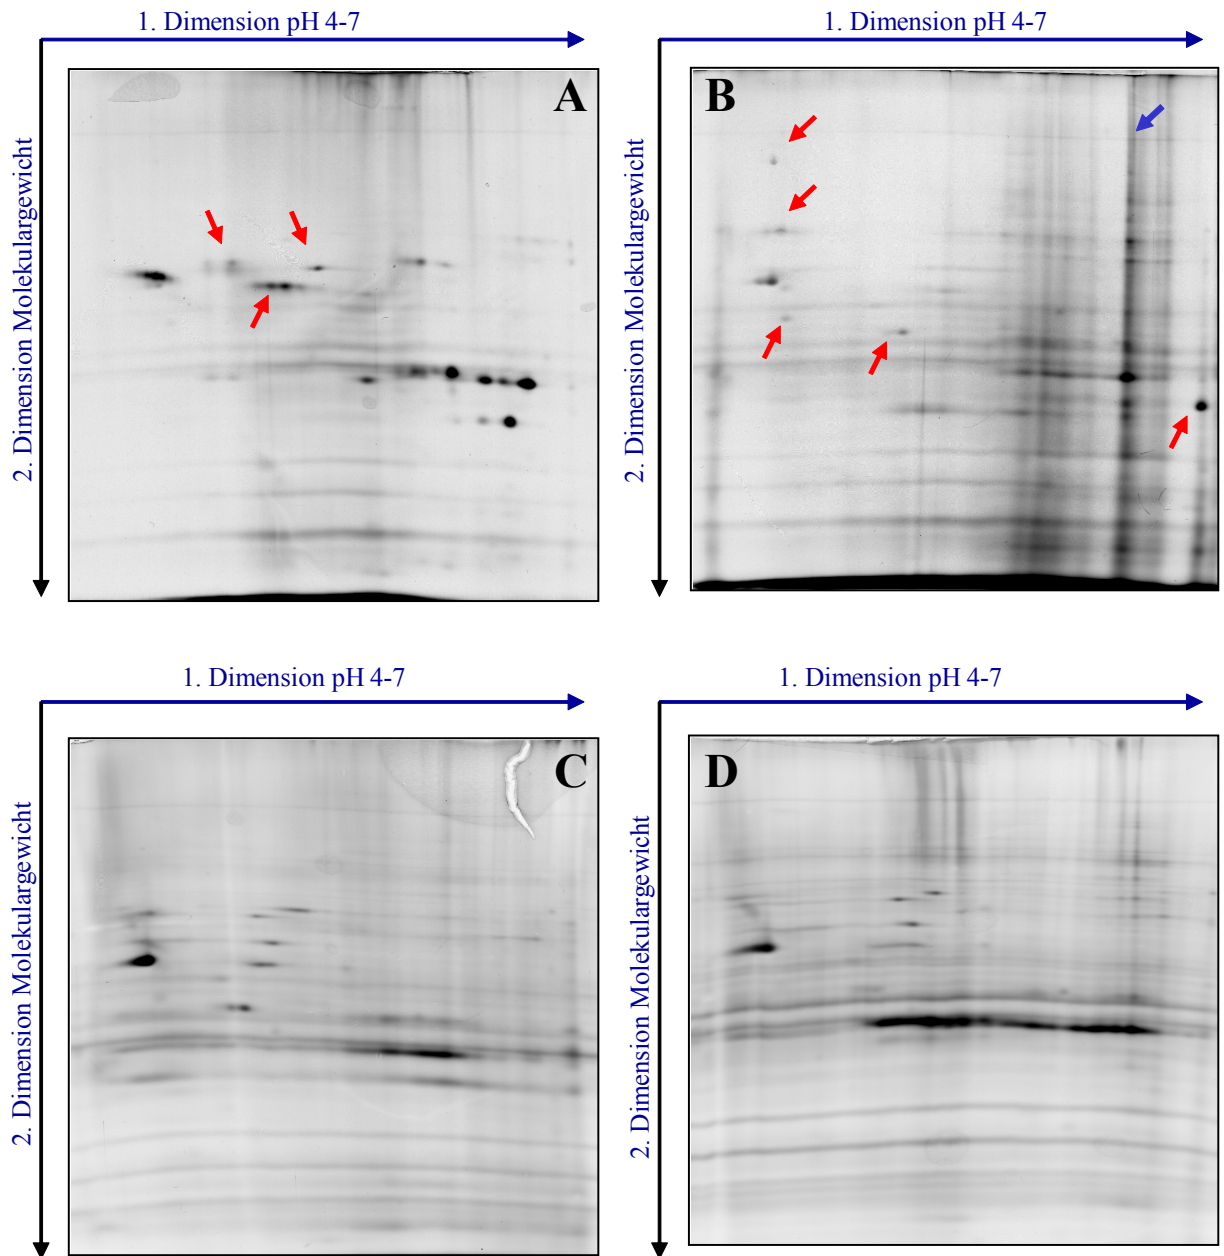 1. Dimension pH 4-7
2. Dimension Molekulargewicht
A
1. Dimension pH 4-7
2. Dimension Molekulargewicht
B
1. Dimension pH 4-7
2. Dimension Molekulargewicht
C
1. Dimension pH 4-7
2. Dimension Molekulargewicht
D